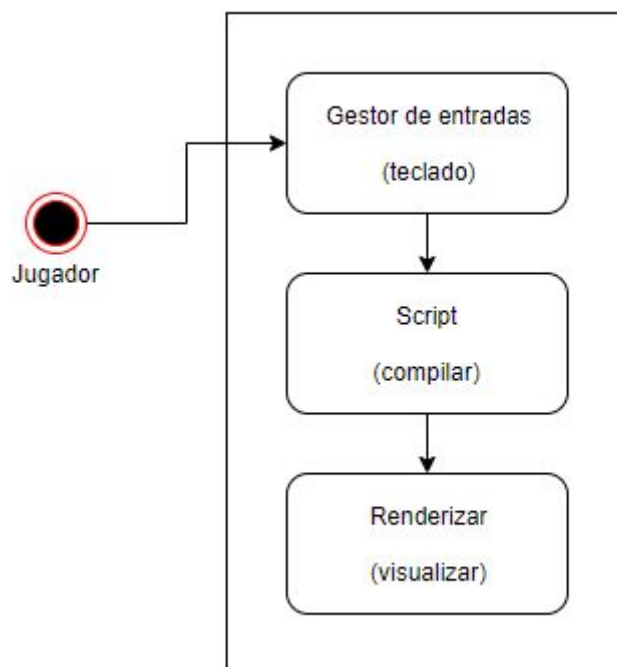 Gestor de entradas
(teclado)
Jugador
Script
(compilar)
Renderizar
(visualizar)